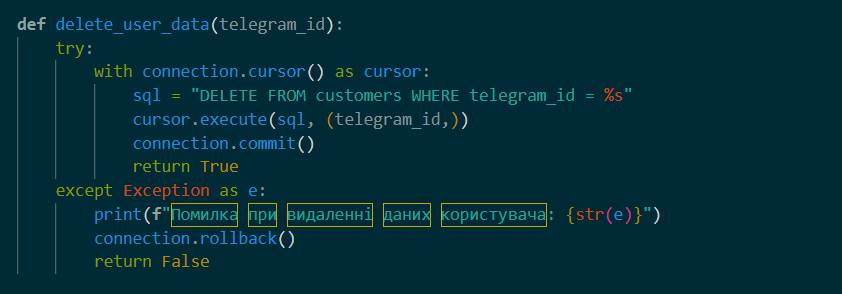 def delete_user_data(telegram_id):
    try:
        with connection.cursor() as cursor:
            sql = "DELETE FROM customers WHERE telegram_id = %s"
            cursor.execute(sql, (telegram_id,))
            connection.commit()
            return True
    except Exception as e:
        print(f"Помилка при видаленні даних користувача: {str(e)}")
        connection.rollback()
        return False